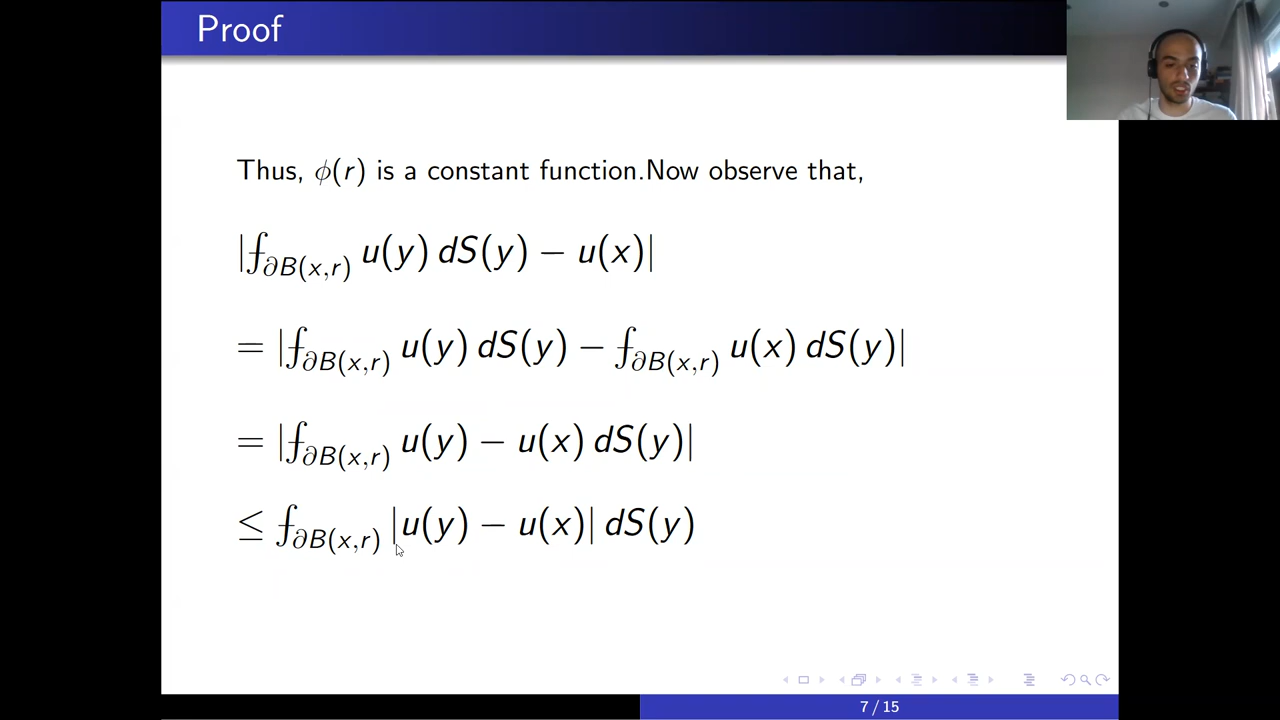 Proof
Thus, ϕ(r) is a constant function.Now observe that,
|⨍∂B(x,r) u(y) dS(y) − u(x)|
= |⨍∂B(x,r) u(y) dS(y) − ⨍∂B(x,r) u(x) dS(y)|
= |⨍∂B(x,r) u(y) − u(x) dS(y)|
≤ ⨍∂B(x,r) |u(y) − u(x)| dS(y)
7 / 15